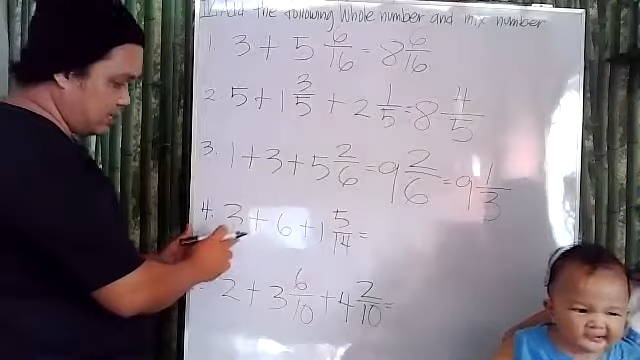 Add the following Whole number and mix number
1. 3 + 5 6/16 = 8 6/16
2. 5 + 1 3/5 + 2 1/5 = 8 4/5
3. 1 + 3 + 5 2/6 = 9 2/6 = 9 1/3
4. 3 + 6 + 1 5/14 =
2 + 3 6/10 + 4 2/10 =